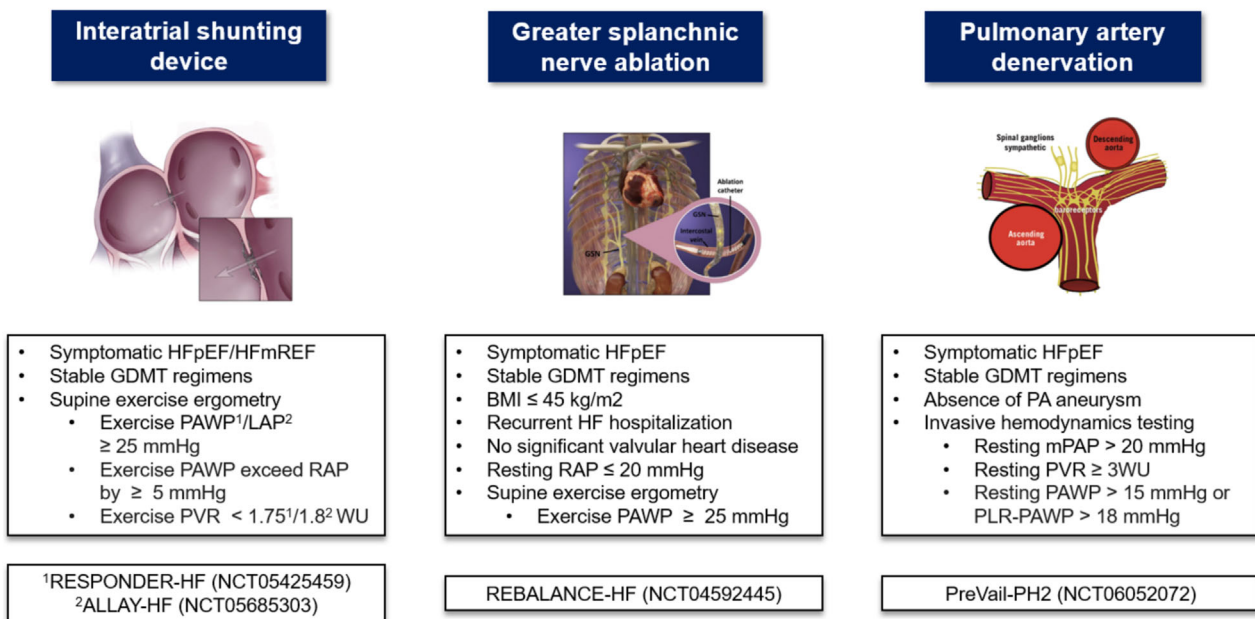 Interatrial shunting
device
Greater splanchnic
nerve ablation
Pulmonary artery
denervation
Ablation
catheter
GSN
Intercostal
vein
GSN
Spinal ganglions
sympathetic
Descending
aorta
baroreceptors
Ascending
aorta
• Symptomatic HFpEF/HFmREF
• Stable GDMT regimens
• Supine exercise ergometry
• Exercise PAWP¹/LAP²
≥ 25 mmHg
• Exercise PAWP exceed RAP
by ≥ 5 mmHg
• Exercise PVR < 1.75¹/1.8² WU
• Symptomatic HFpEF
• Stable GDMT regimens
• BMI ≤ 45 kg/m2
• Recurrent HF hospitalization
• No significant valvular heart disease
• Resting RAP ≤ 20 mmHg
• Supine exercise ergometry
• Exercise PAWP ≥ 25 mmHg
• Symptomatic HFpEF
• Stable GDMT regimens
• Absence of PA aneurysm
• Invasive hemodynamics testing
• Resting mPAP > 20 mmHg
• Resting PVR ≥ 3WU
• Resting PAWP > 15 mmHg or
PLR-PAWP > 18 mmHg
¹RESPONDER-HF (NCT05425459)
²ALLAY-HF (NCT05685303)
REBALANCE-HF (NCT04592445)
PreVail-PH2 (NCT06052072)